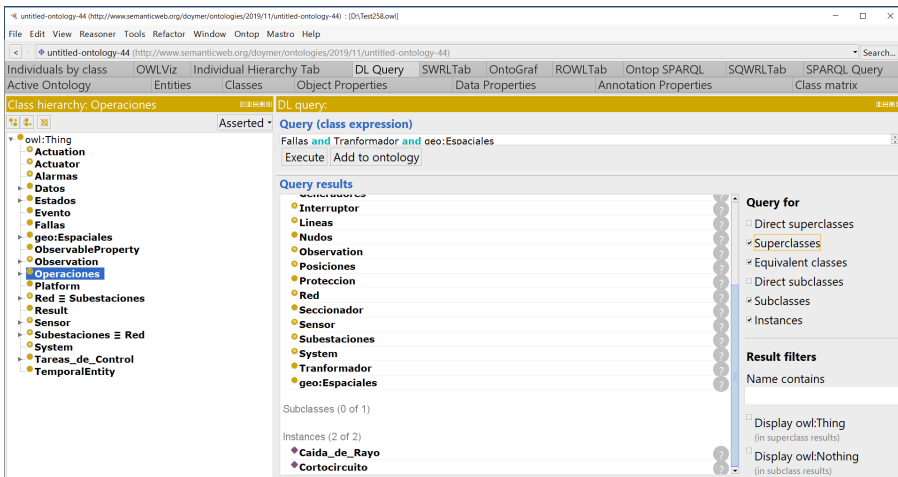 untitled-ontology-44 (http://www.semanticweb.org/doymer/ontologies/2019/11/untitled-ontology-44) : [D:\Test258.owl]
File Edit View Reasoner Tools Refactor Window Ontop Mastro Help
< untitled-ontology-44 (http://www.semanticweb.org/doymer/ontologies/2019/11/untitled-ontology-44) Search...
Individuals by class OWLViz Individual Hierarchy Tab DL Query SWRLTab OntoGraf ROWLTab Ontop SPARQL SQWRLTab SPARQL Query
Active Ontology Entities Classes Object Properties Data Properties Annotation Properties Class matrix
Class hierarchy: Operaciones
Asserted
owl:Thing
Actuation
Actuator
Alarmas
Datos
Estados
Evento
Fallas
geo:Espaciales
ObservableProperty
Observation
Operaciones
Platform
Red ≡ Subestaciones
Result
Sensor
Subestaciones ≡ Red
System
Tareas_de_Control
TemporalEntity
DL query:
Query (class expression)
Fallas and Tranformador and geo:Espaciales
Execute Add to ontology
Query results
Generadores
Interruptor
Lineas
Nudos
Observation
Posiciones
Proteccion
Red
Seccionador
Sensor
Subestaciones
System
Tranformador
geo:Espaciales
Subclasses (0 of 1)
Instances (2 of 2)
Caida_de_Rayo
Cortocircuito
Query for
Direct superclasses
Superclasses
Equivalent classes
Direct subclasses
Subclasses
Instances
Result filters
Name contains
Display owl:Thing
(in superclass results)
Display owl:Nothing
(in subclass results)